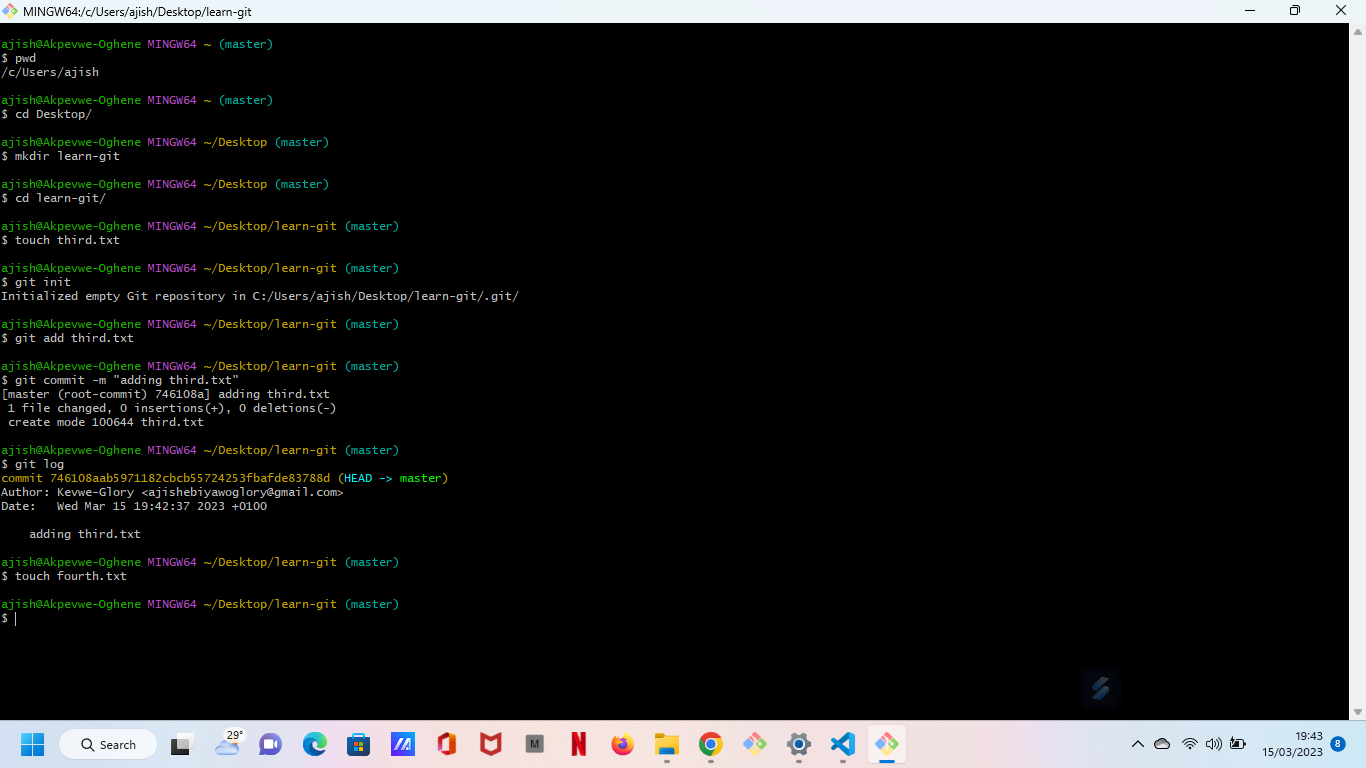 MINGW64:/c/Users/ajish/Desktop/learn-git
ajish@Akpevwe-Oghene MINGW64 ~ (master)
$ pwd
/c/Users/ajish
ajish@Akpevwe-Oghene MINGW64 ~ (master)
$ cd Desktop/
ajish@Akpevwe-Oghene MINGW64 ~/Desktop (master)
$ mkdir learn-git
ajish@Akpevwe-Oghene MINGW64 ~/Desktop (master)
$ cd learn-git/
ajish@Akpevwe-Oghene MINGW64 ~/Desktop/learn-git (master)
$ touch third.txt
ajish@Akpevwe-Oghene MINGW64 ~/Desktop/learn-git (master)
$ git init
Initialized empty Git repository in C:/Users/ajish/Desktop/learn-git/.git/
ajish@Akpevwe-Oghene MINGW64 ~/Desktop/learn-git (master)
$ git add third.txt
ajish@Akpevwe-Oghene MINGW64 ~/Desktop/learn-git (master)
$ git commit -m "adding third.txt"
[master (root-commit) 746108a] adding third.txt
 1 file changed, 0 insertions(+), 0 deletions(-)
 create mode 100644 third.txt
ajish@Akpevwe-Oghene MINGW64 ~/Desktop/learn-git (master)
$ git log
commit 746108aab5971182cbcb55724253fbafde83788d (HEAD -> master)
Author: Kevwe-Glory <ajishebiyawoglory@gmail.com>
Date:   Wed Mar 15 19:42:37 2023 +0100
    adding third.txt
ajish@Akpevwe-Oghene MINGW64 ~/Desktop/learn-git (master)
$ touch fourth.txt
ajish@Akpevwe-Oghene MINGW64 ~/Desktop/learn-git (master)
$
Search
29°
M
N
19:43
15/03/2023
8